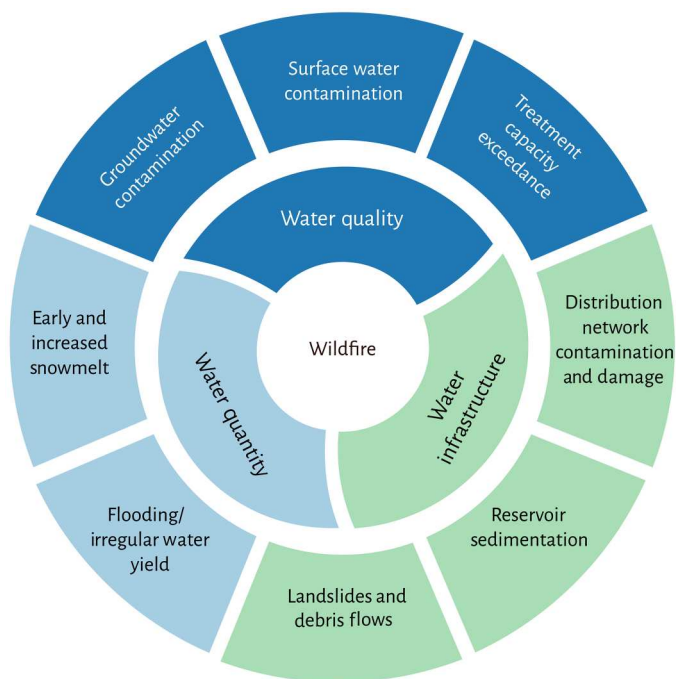 Surface water
contamination
Treatment
capacity
exceedance
Groundwater
contamination
Water quality
Early and
increased
snowmelt
Wildfire
Distribution
network
contamination
and damage
Water quantity
Water
infrastructure
Flooding/
irregular water
yield
Reservoir
sedimentation
Landslides and
debris flows